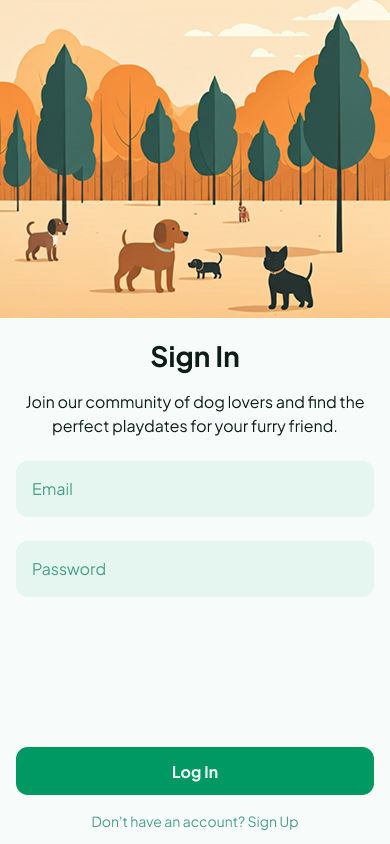 Sign In
Join our community of dog lovers and find the
perfect playdates for your furry friend.
Email
Password
Log In
Don't have an account? Sign Up